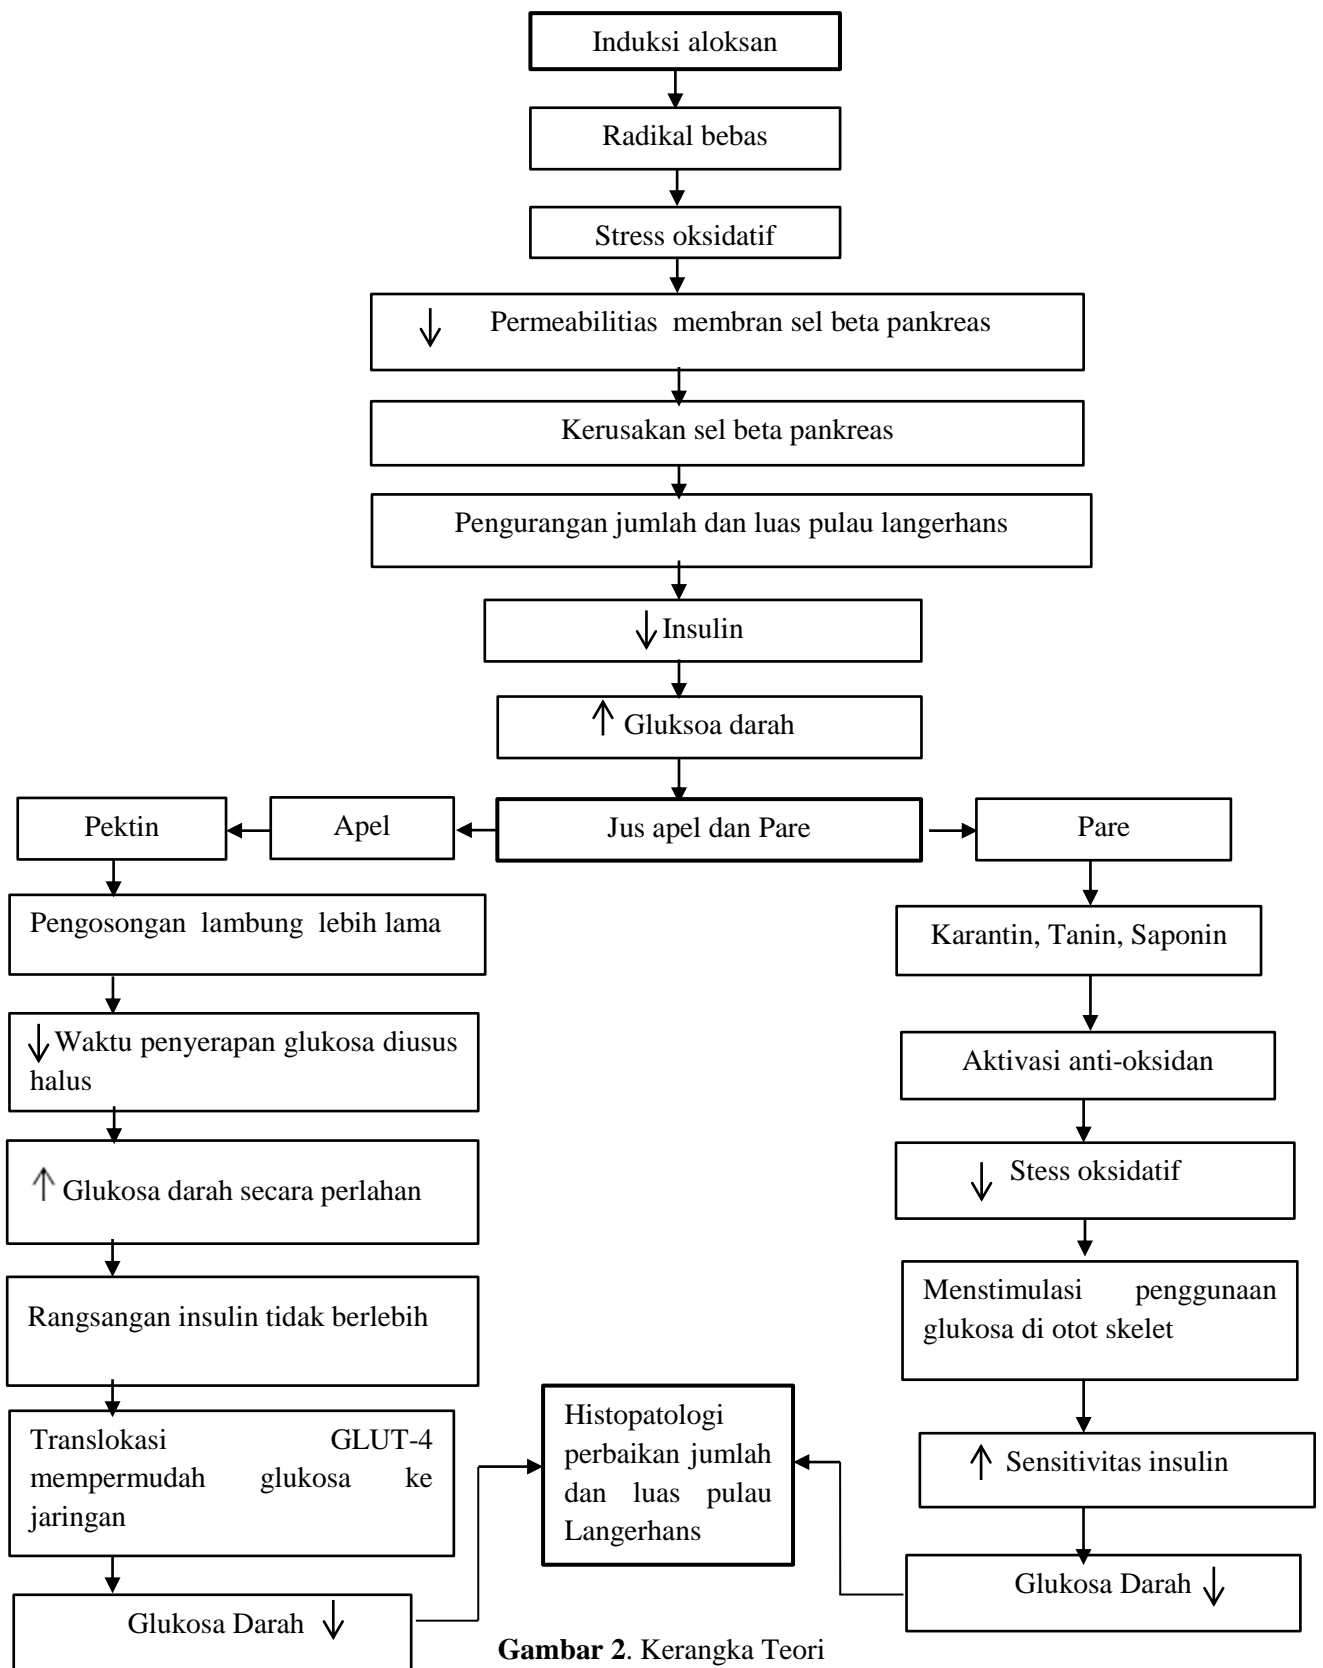 Induksi aloksan
Radikal bebas
Stress oksidatif
↓ Permeabilitias membran sel beta pankreas
Kerusakan sel beta pankreas
Pengurangan jumlah dan luas pulau langerhans
↓ Insulin
↑ Gluksoa darah
Pektin
Apel
Jus apel dan Pare
Pare
Pengosongan lambung lebih lama
↓ Waktu penyerapan glukosa diusus
halus
↑ Glukosa darah secara perlahan
Rangsangan insulin tidak berlebih
Translokasi GLUT-4
mempermudah glukosa ke
jaringan
Glukosa Darah ↓
Karantin, Tanin, Saponin
Aktivasi anti-oksidan
↓ Stess oksidatif
Menstimulasi penggunaan
glukosa di otot skelet
↑ Sensitivitas insulin
Glukosa Darah ↓
Histopatologi
perbaikan jumlah
dan luas pulau
Langerhans
Gambar 2. Kerangka Teori